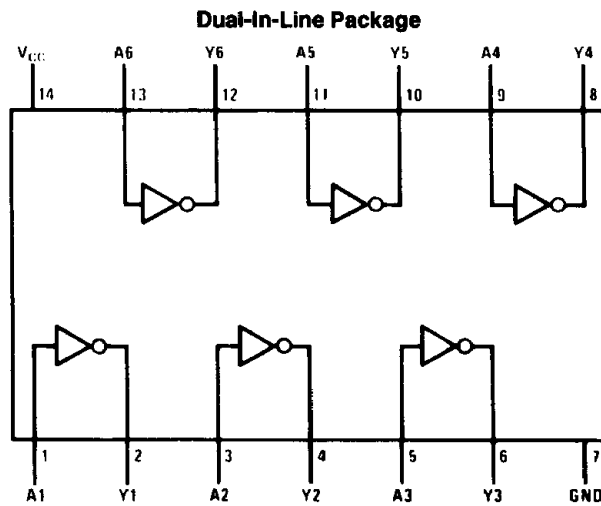 Dual-In-Line Package
VCC A6 Y6 A5 Y5 A4 Y4
14 13 12 11 10 9 8
1 2 3 4 5 6 7
A1 Y1 A2 Y2 A3 Y3 GND